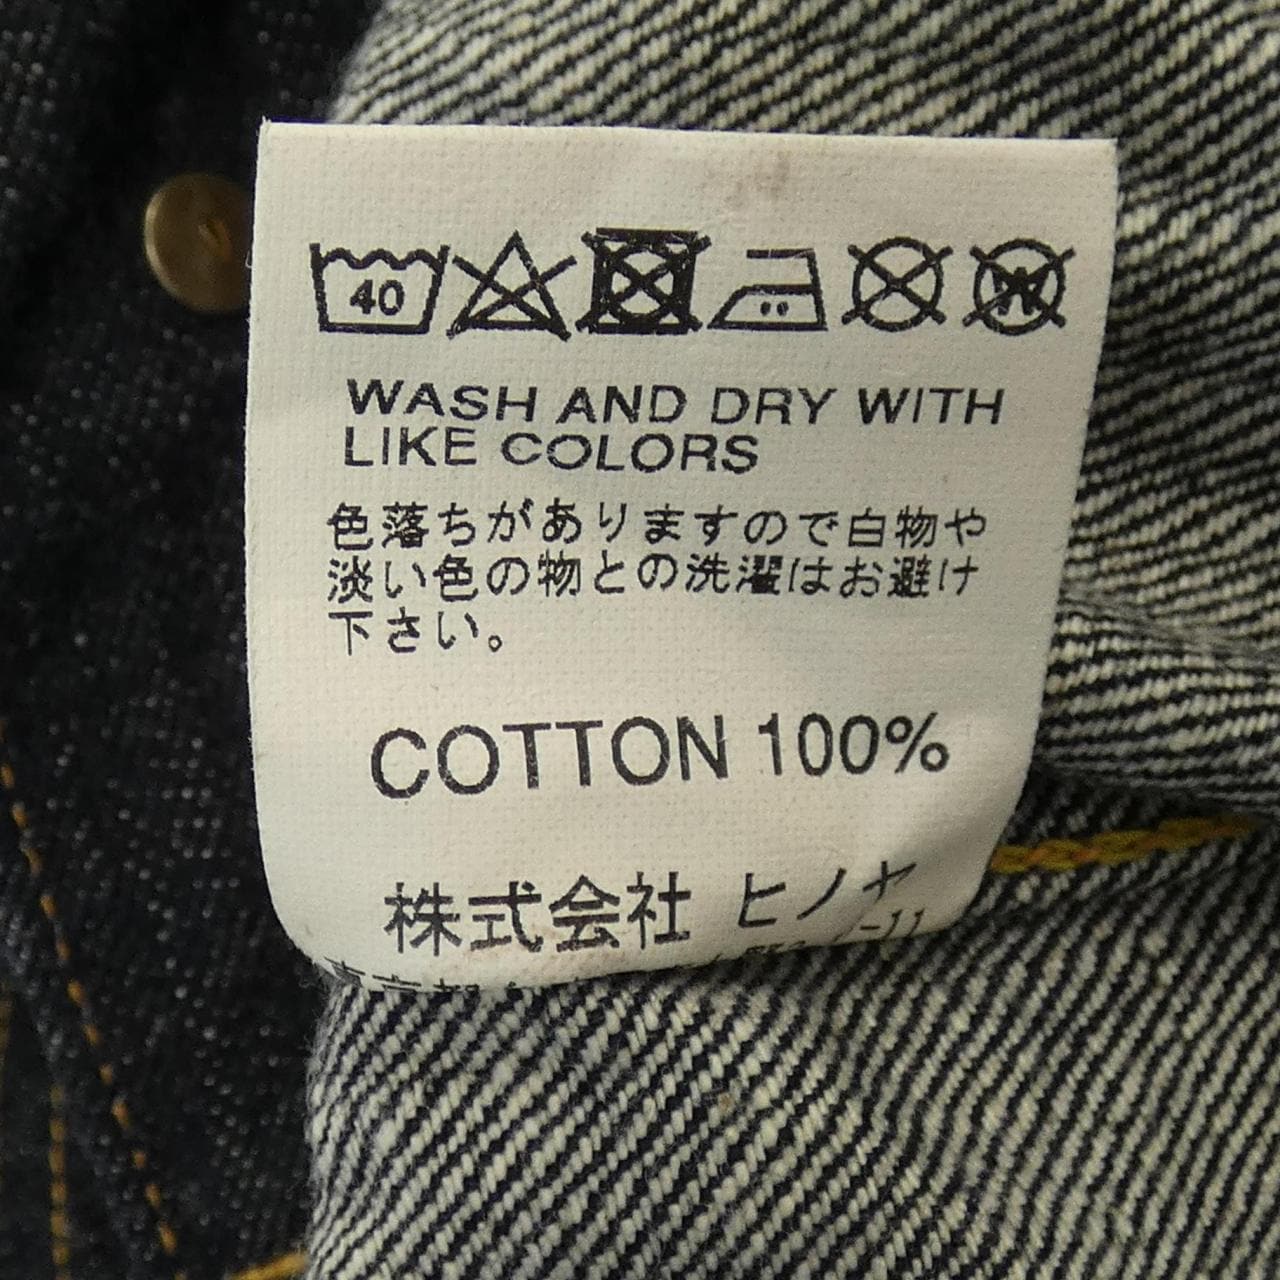 40
WASH AND DRY WITH
LIKE COLORS
色落ちがありますので白物や
淡い色の物との洗濯はお避け
下さい。
COTTON 100%
株式会社 ヒノヤ